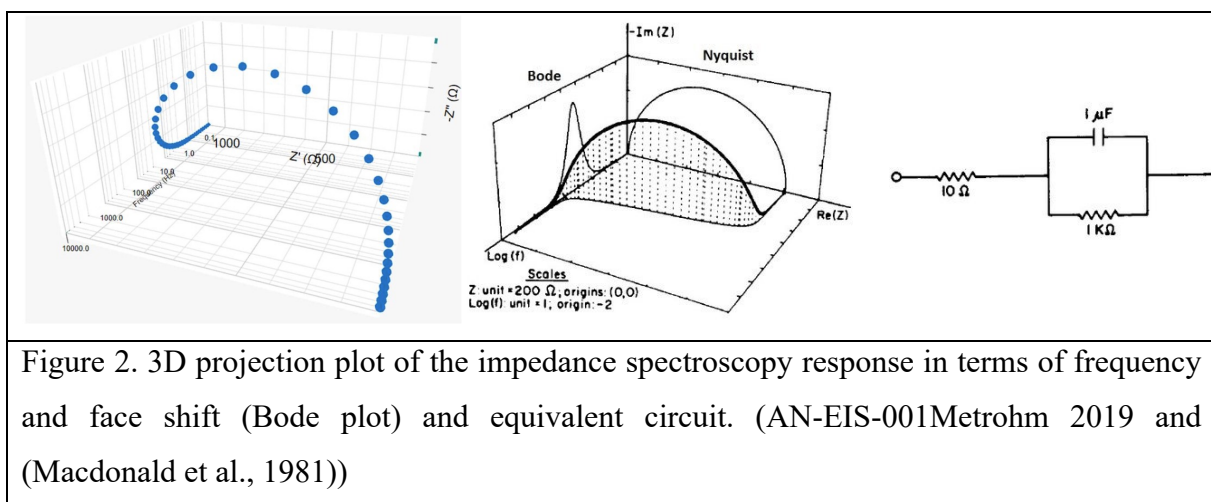 -Z'' (Ω)
0.1
1000
500
Z' (Ω)
1.0
10.0
Frequency (Hz)
100.0
1000.0
10000.0
-Im(Z)
Nyquist
Bode
Re(Z)
Log(f)
Scales
Z: unit = 200 Ω; origins: (0,0)
Log(f): unit = 1; origin: -2
1 µF
10 Ω
1 KΩ
Figure 2. 3D projection plot of the impedance spectroscopy response in terms of frequency
and face shift (Bode plot) and equivalent circuit. (AN-EIS-001Metrohm 2019 and
(Macdonald et al., 1981))